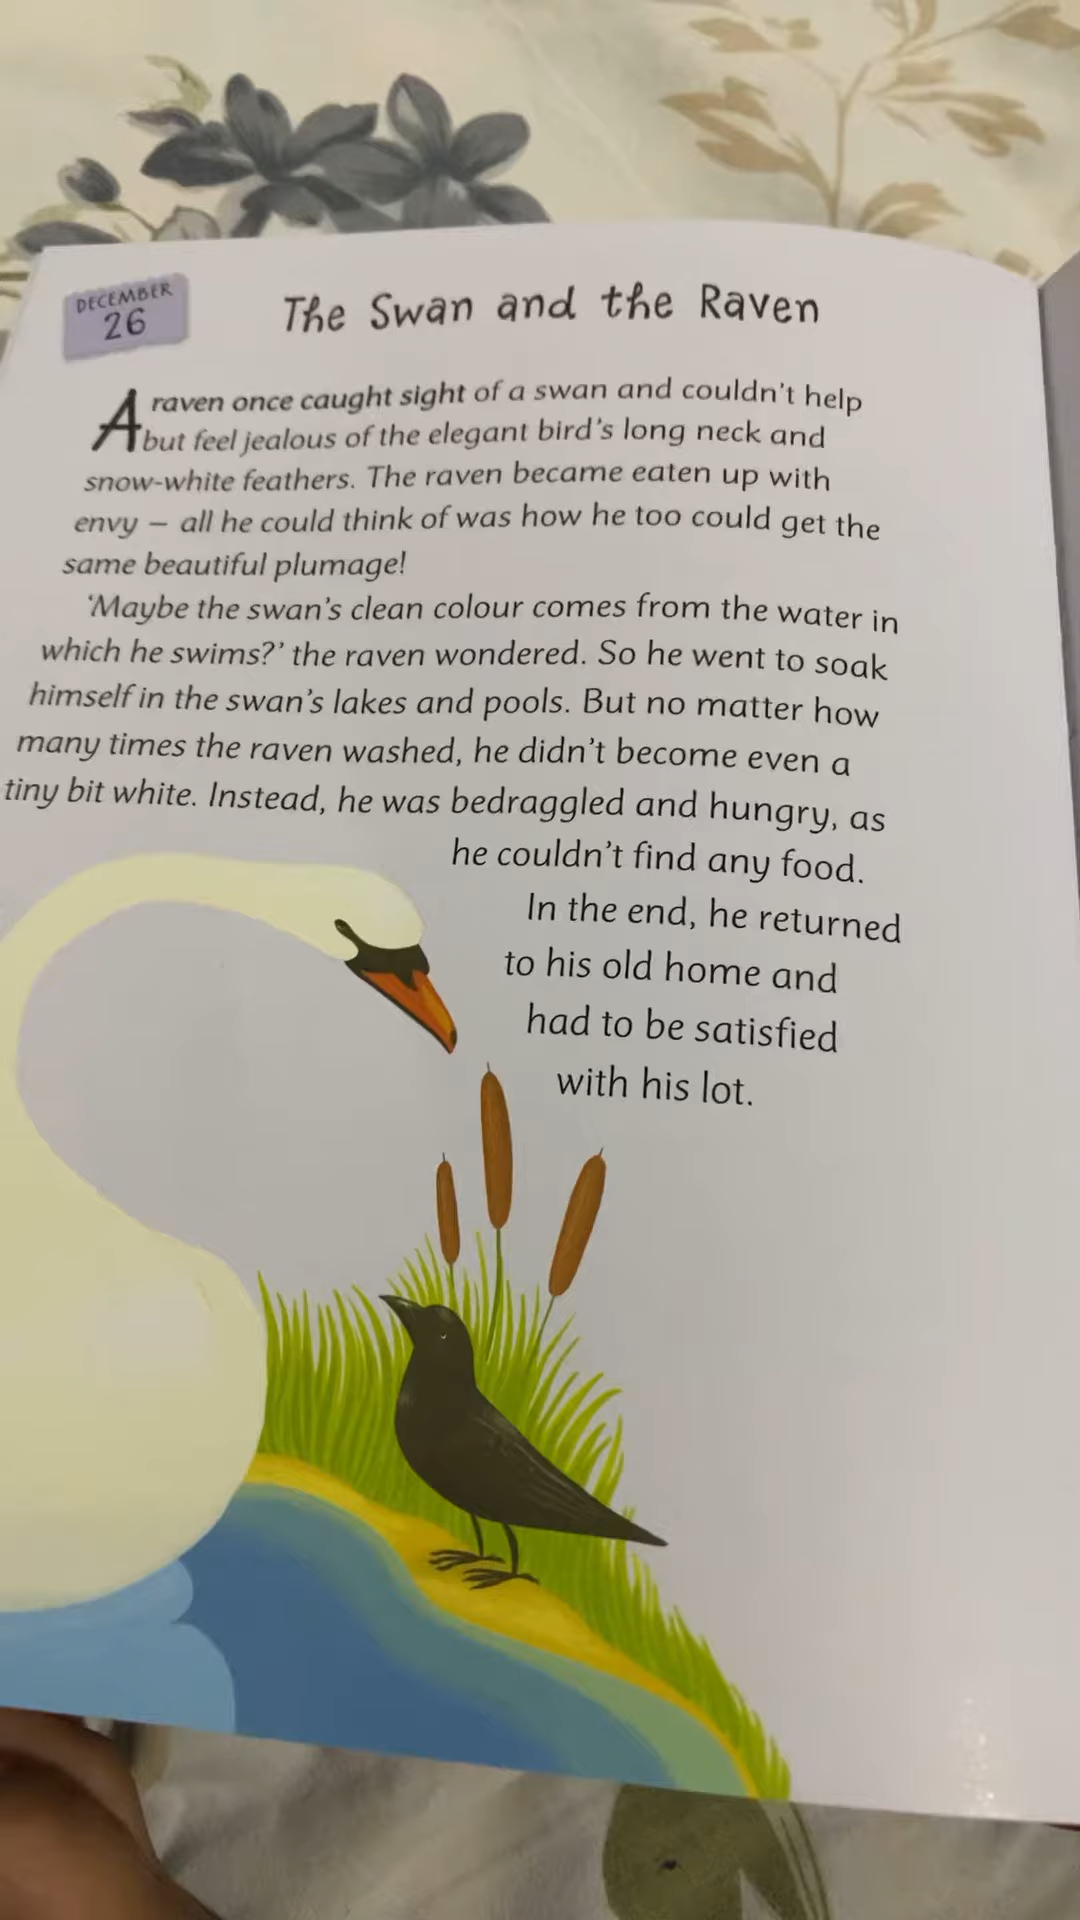 DECEMBER
26
The Swan and the Raven
A raven once caught sight of a swan and couldn't help
but feel jealous of the elegant bird's long neck and
snow-white feathers. The raven became eaten up with
envy – all he could think of was how he too could get the
same beautiful plumage!
'Maybe the swan's clean colour comes from the water in
which he swims?' the raven wondered. So he went to soak
himself in the swan's lakes and pools. But no matter how
many times the raven washed, he didn't become even a
tiny bit white. Instead, he was bedraggled and hungry, as
he couldn't find any food.
In the end, he returned
to his old home and
had to be satisfied
with his lot.